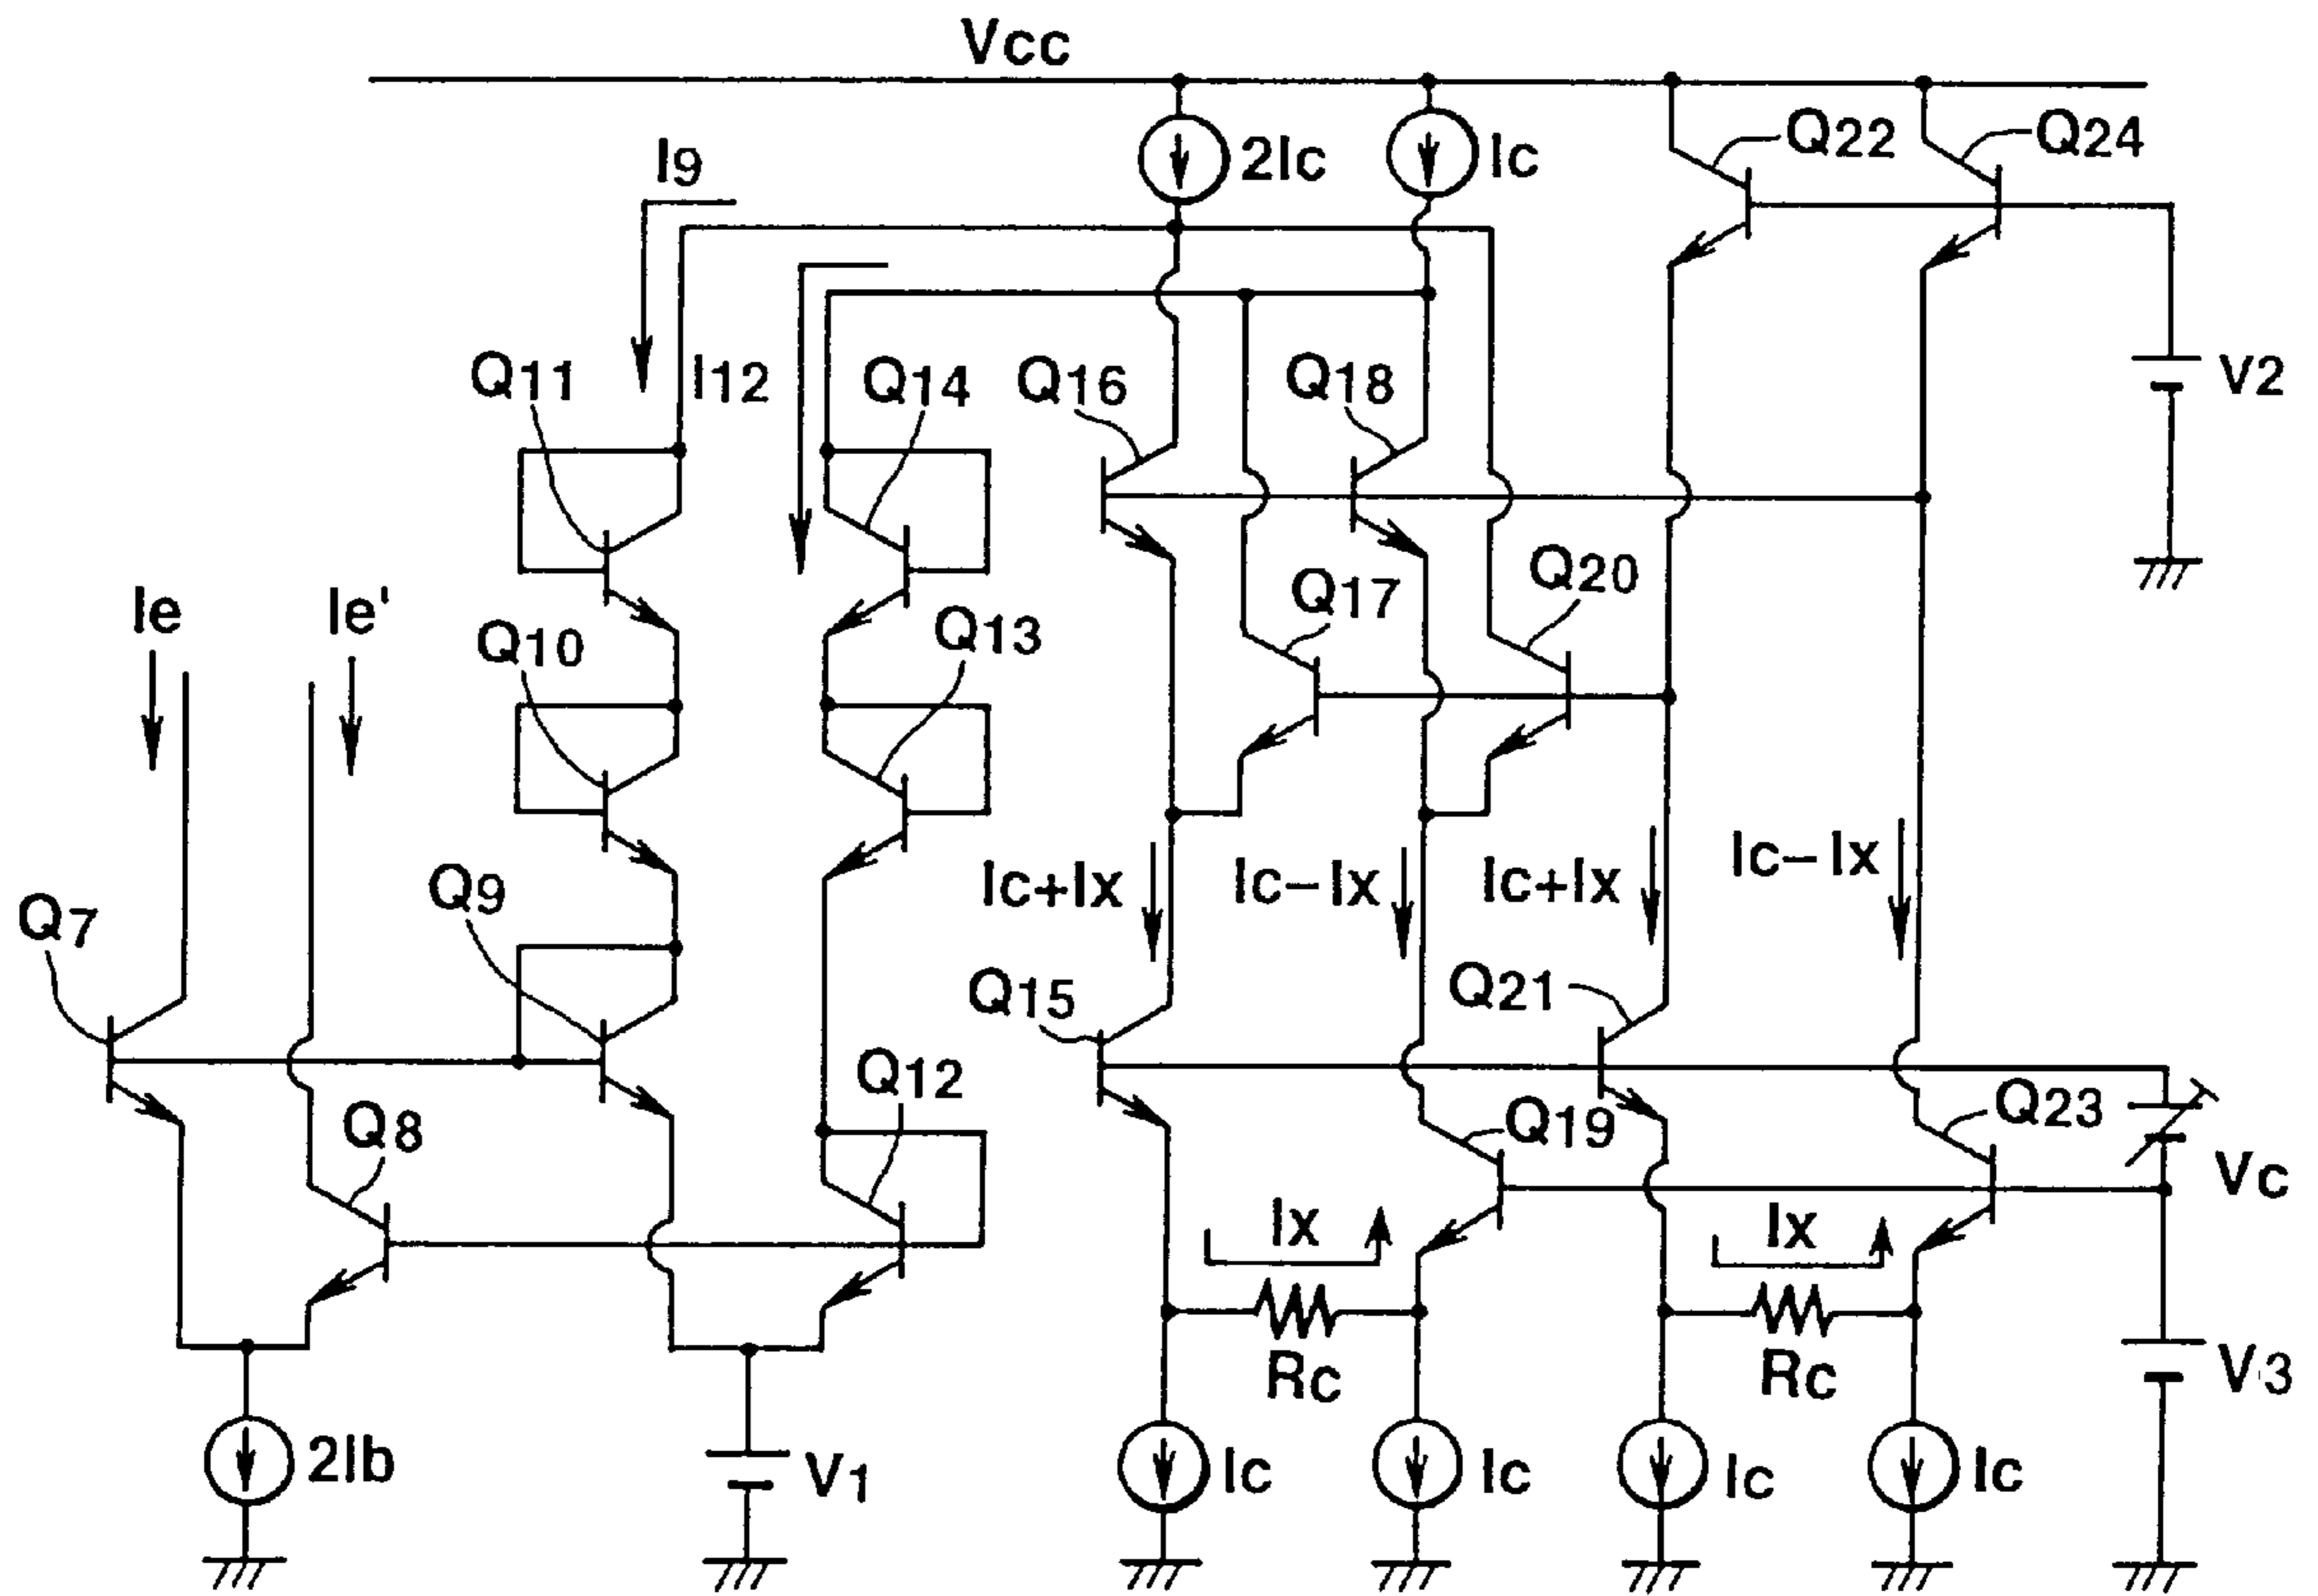 Vcc
I9
2Ic
Ic
Q22
Q24
Q11
I12
Q14
Q16
Q18
V2
Ie
Ie'
Q10
Q13
Q17
Q20
Q7
Q9
Ic+Ix
Ic−Ix
Ic+Ix
Ic−Ix
Q15
Q21
Q8
Q12
Q19
Q23
Vc
Ix
Ix
Rc
Rc
V3
2Ib
V1
Ic
Ic
Ic
Ic